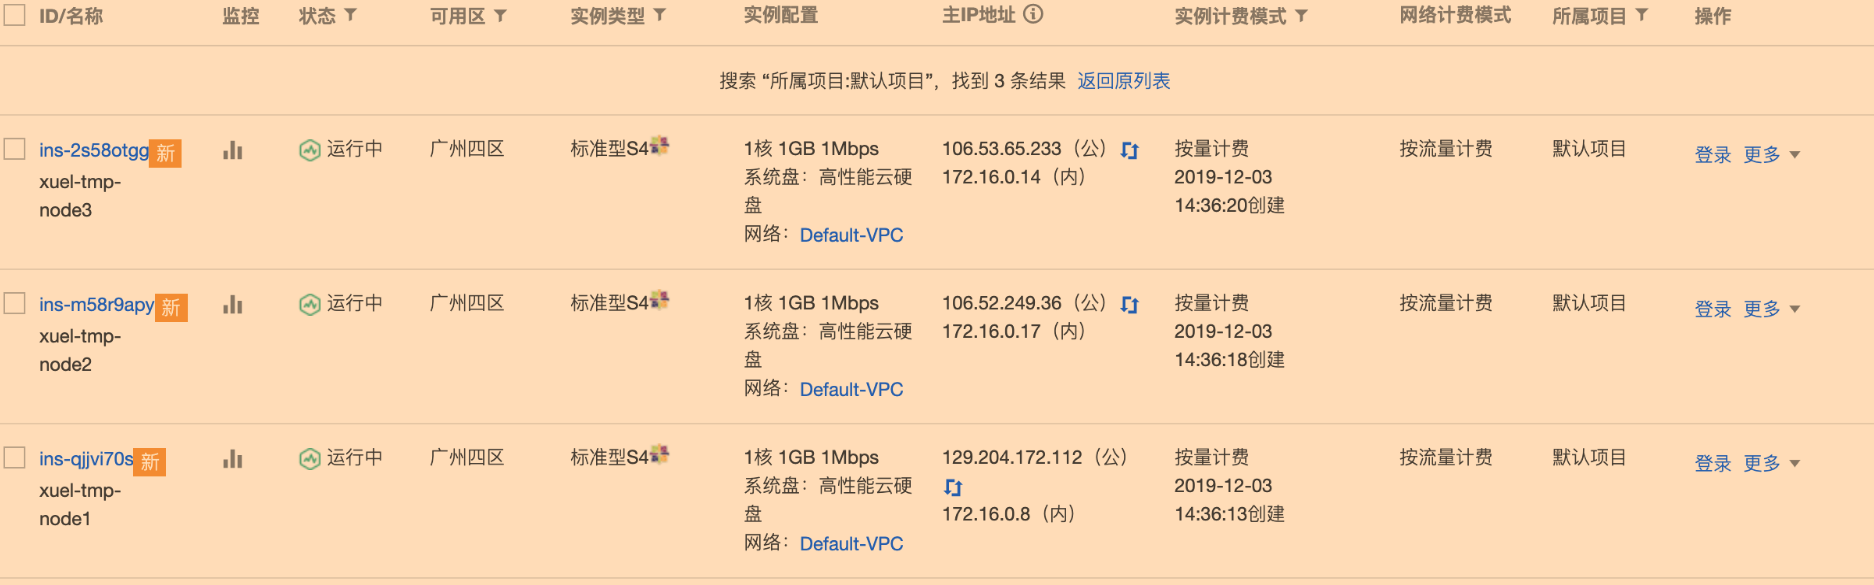 ID/名称 监控 状态 可用区 实例类型 实例配置 主IP地址 实例计费模式 网络计费模式 所属项目 操作
搜索 “所属项目:默认项目”，找到 3 条结果 返回原列表
ins-2s58otgg 新 运行中 广州四区 标准型S4 1核 1GB 1Mbps 106.53.65.233（公） 按量计费 按流量计费 默认项目 登录 更多
xuel-tmp- 系统盘：高性能云硬 172.16.0.14（内） 2019-12-03
node3 盘 14:36:20创建
网络：Default-VPC
ins-m58r9apy 新 运行中 广州四区 标准型S4 1核 1GB 1Mbps 106.52.249.36（公） 按量计费 按流量计费 默认项目 登录 更多
xuel-tmp- 系统盘：高性能云硬 172.16.0.17（内） 2019-12-03
node2 盘 14:36:18创建
网络：Default-VPC
ins-qjjvi70s 新 运行中 广州四区 标准型S4 1核 1GB 1Mbps 129.204.172.112（公） 按量计费 按流量计费 默认项目 登录 更多
xuel-tmp- 系统盘：高性能云硬 2019-12-03
node1 盘 172.16.0.8（内） 14:36:13创建
网络：Default-VPC